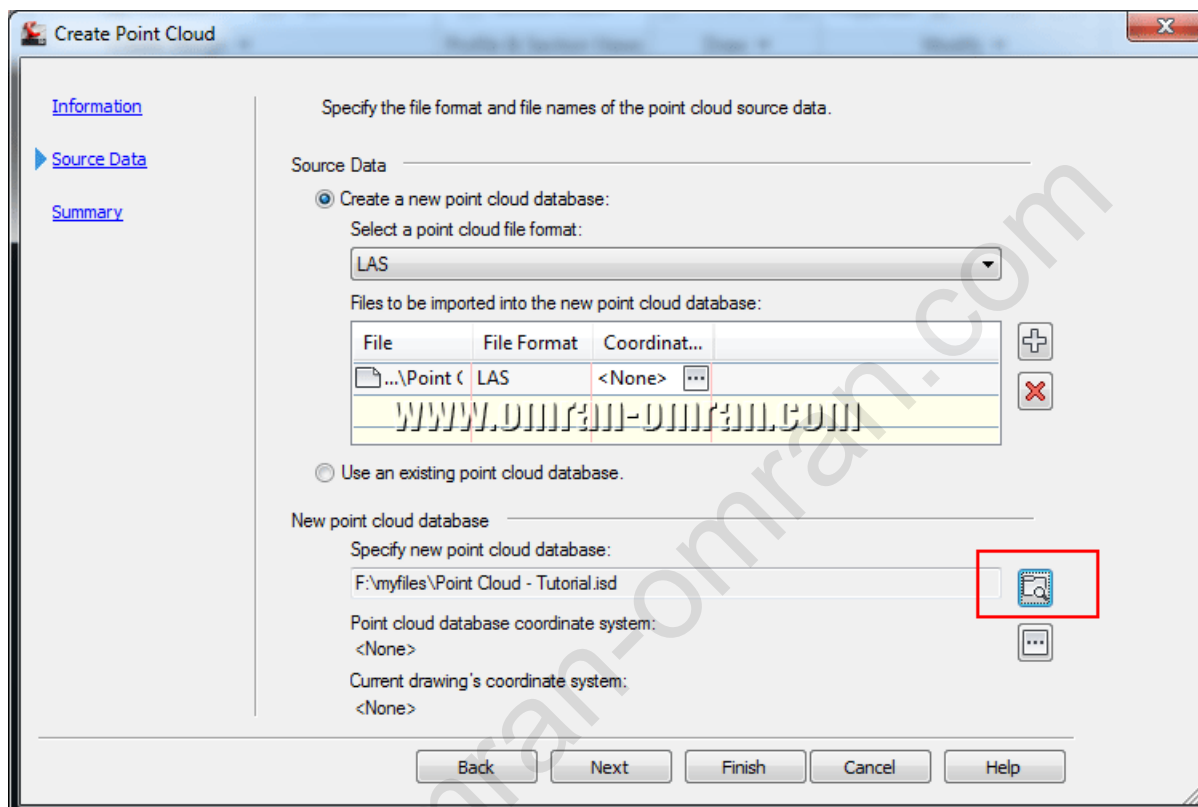 Create Point Cloud
Information
Source Data
Summary
Specify the file format and file names of the point cloud source data.
Source Data
Create a new point cloud database:
Select a point cloud file format:
LAS
Files to be imported into the new point cloud database:
File File Format Coordinat...
...\Point ( LAS <None> ...
www.omran-omran.com
Use an existing point cloud database.
New point cloud database
Specify new point cloud database:
F:\myfiles\Point Cloud - Tutorial.isd
Point cloud database coordinate system:
<None>
...
Current drawing's coordinate system:
<None>
Back Next Finish Cancel Help
mran-omran.com